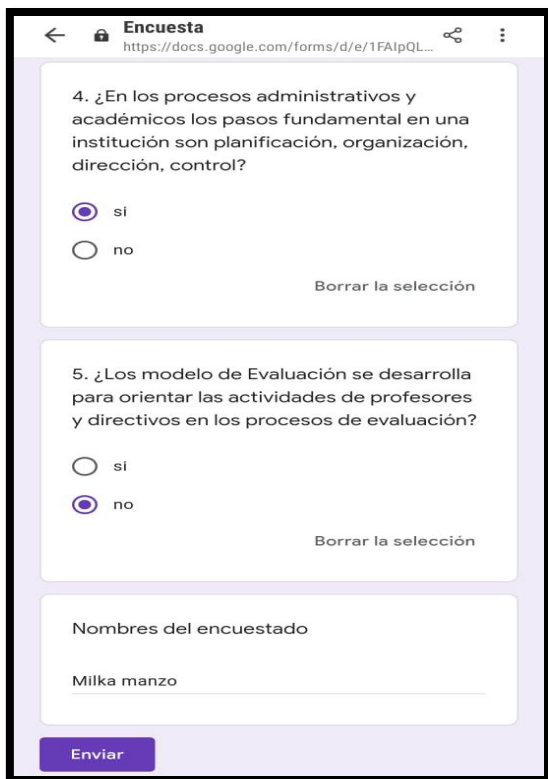 Encuesta
https://docs.google.com/forms/d/e/1FAIpQL...
4. ¿En los procesos administrativos y
académicos los pasos fundamental en una
institución son planificación, organización,
dirección, control?
si
no
Borrar la selección
5. ¿Los modelo de Evaluación se desarrolla
para orientar las actividades de profesores
y directivos en los procesos de evaluación?
si
no
Borrar la selección
Nombres del encuestado
Milka manzo
Enviar